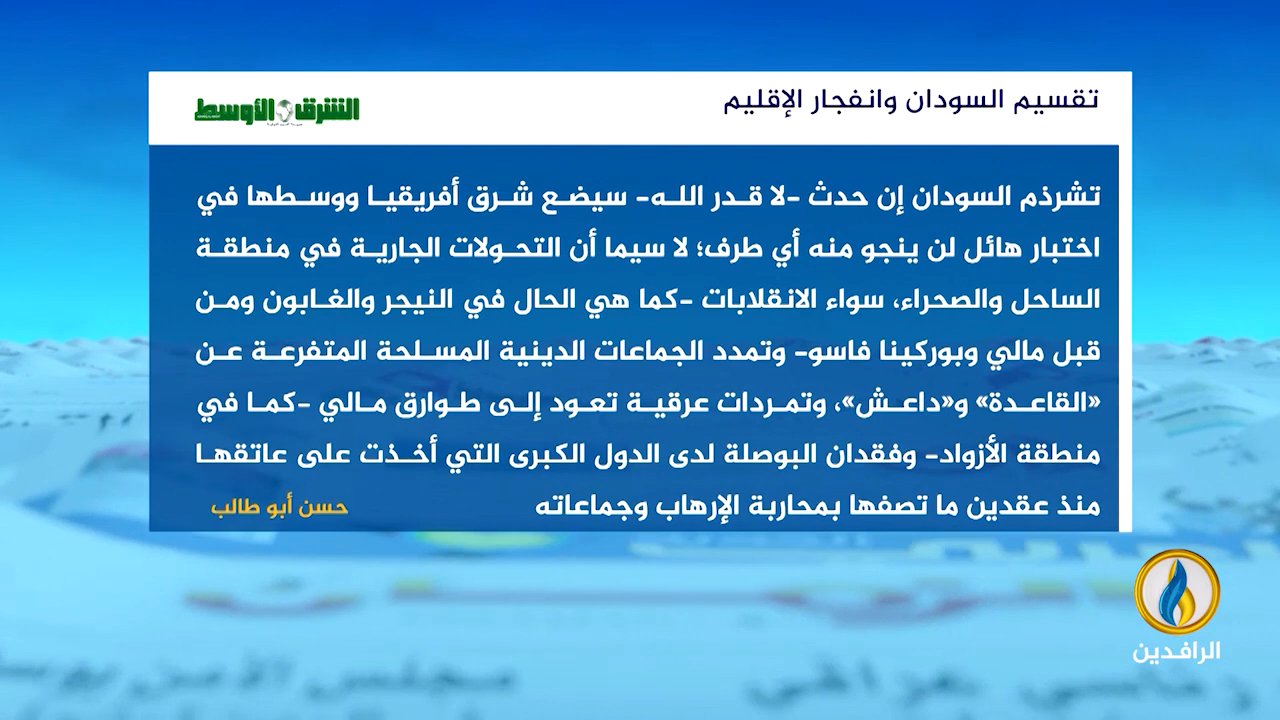 تقسيم السودان وانفجار الإقليم
الشرق الأوسط
تشرذم السودان إن حدث -لا قدر الله- سيضع شرق أفريقيا ووسطها في
اختبار هائل لن ينجو منه أي طرف؛ لا سيما أن التحولات الجارية في منطقة
الساحل والصحراء، سواء الانقلابات -كما هي الحال في النيجر والغابون ومن
قبل مالي وبوركينا فاسو- وتمدد الجماعات الدينية المسلحة المتفرعة عن
«القاعدة» و«داعش»، وتمردات عرقية تعود إلى طوارق مالي -كما في
منطقة الأزواد- وفقدان البوصلة لدى الدول الكبرى التي أخذت على عاتقها
منذ عقدين ما تصفها بمحاربة الإرهاب وجماعاته
حسن أبو طالب
الرافدين
مجلس الأمن